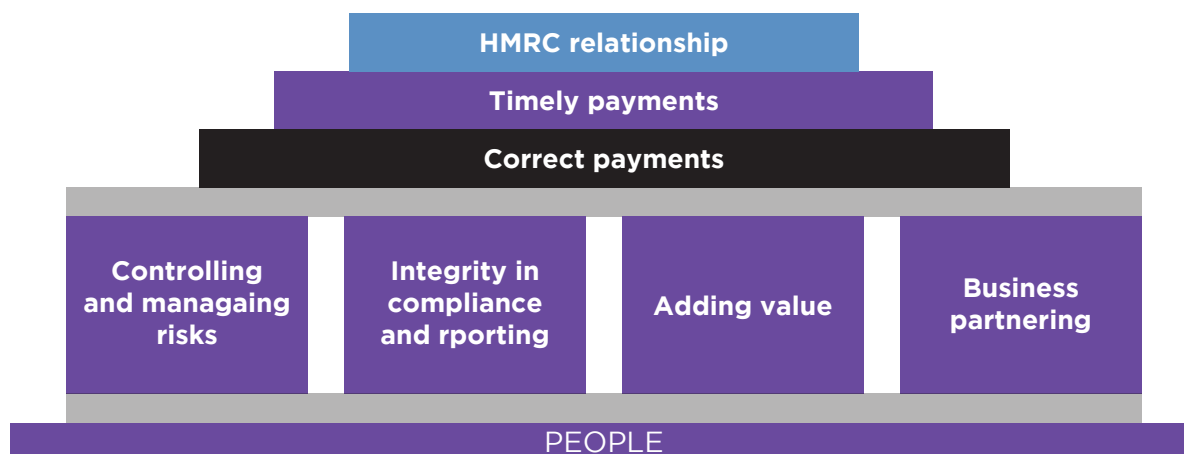 HMRC relationship
Timely payments
Correct payments
Controlling
and managaing
risks
Integrity in
compliance
and rporting
Adding value
Business
partnering
PEOPLE